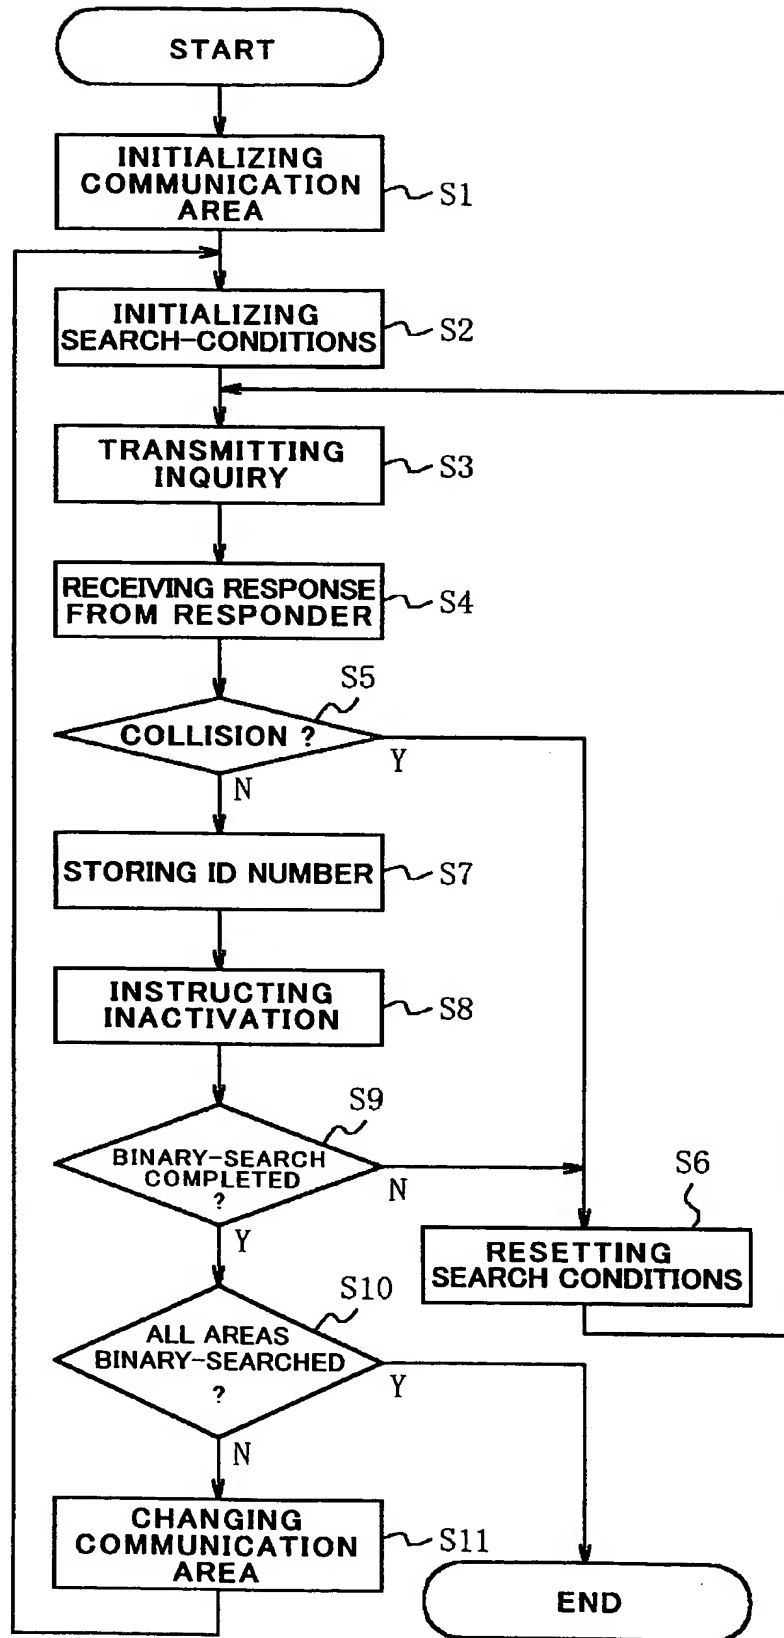 START
INITIALIZING
COMMUNICATION
AREA
S1
INITIALIZING
SEARCH-CONDITIONS
S2
TRANSMITTING
INQUIRY
S3
RECEIVING RESPONSE
FROM RESPONDER
S4
S5
COLLISION ?
Y
N
STORING ID NUMBER
S7
INSTRUCTING
INACTIVATION
S8
S9
BINARY-SEARCH
COMPLETED
?
N
Y
S6
RESETTING
SEARCH CONDITIONS
S10
ALL AREAS
BINARY-SEARCHED
?
Y
N
CHANGING
COMMUNICATION
AREA
S11
END